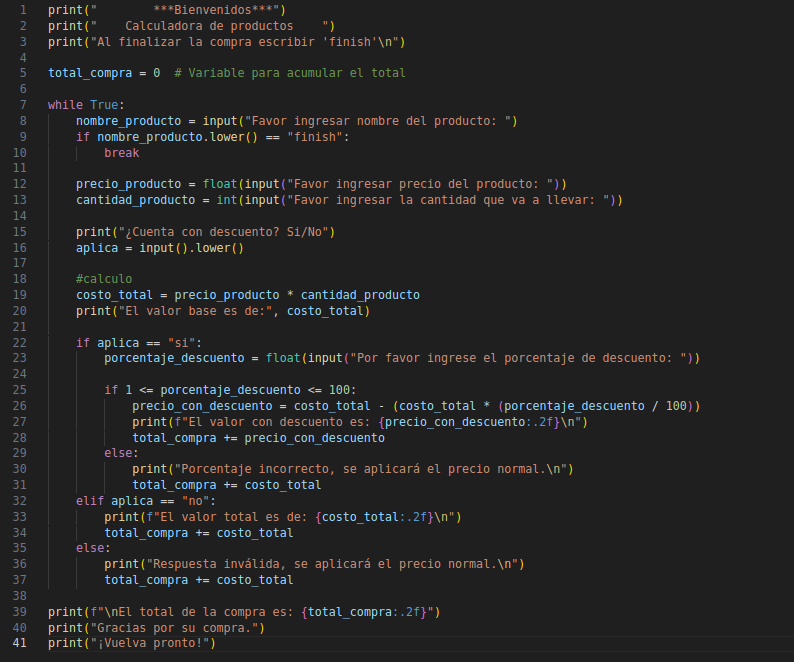 1 print("        ***Bienvenidos***")
2 print("    Calculadora de productos    ")
3 print("Al finalizar la compra escribir 'finish'\n")
4
5 total_compra = 0  # Variable para acumular el total
6
7 while True:
8     nombre_producto = input("Favor ingresar nombre del producto: ")
9     if nombre_producto.lower() == "finish":
10         break
11
12     precio_producto = float(input("Favor ingresar precio del producto: "))
13     cantidad_producto = int(input("Favor ingresar la cantidad que va a llevar: "))
14
15     print("¿Cuenta con descuento? Si/No")
16     aplica = input().lower()
17
18     #calculo
19     costo_total = precio_producto * cantidad_producto
20     print("El valor base es de:", costo_total)
21
22     if aplica == "si":
23         porcentaje_descuento = float(input("Por favor ingrese el porcentaje de descuento: "))
24
25         if 1 <= porcentaje_descuento <= 100:
26             precio_con_descuento = costo_total - (costo_total * (porcentaje_descuento / 100))
27             print(f"El valor con descuento es: {precio_con_descuento:.2f}\n")
28             total_compra += precio_con_descuento
29         else:
30             print("Porcentaje incorrecto, se aplicará el precio normal.\n")
31             total_compra += costo_total
32     elif aplica == "no":
33         print(f"El valor total es de: {costo_total:.2f}\n")
34         total_compra += costo_total
35     else:
36         print("Respuesta inválida, se aplicará el precio normal.\n")
37         total_compra += costo_total
38
39 print(f"\nEl total de la compra es: {total_compra:.2f}")
40 print("Gracias por su compra.")
41 print("¡Vuelva pronto!")